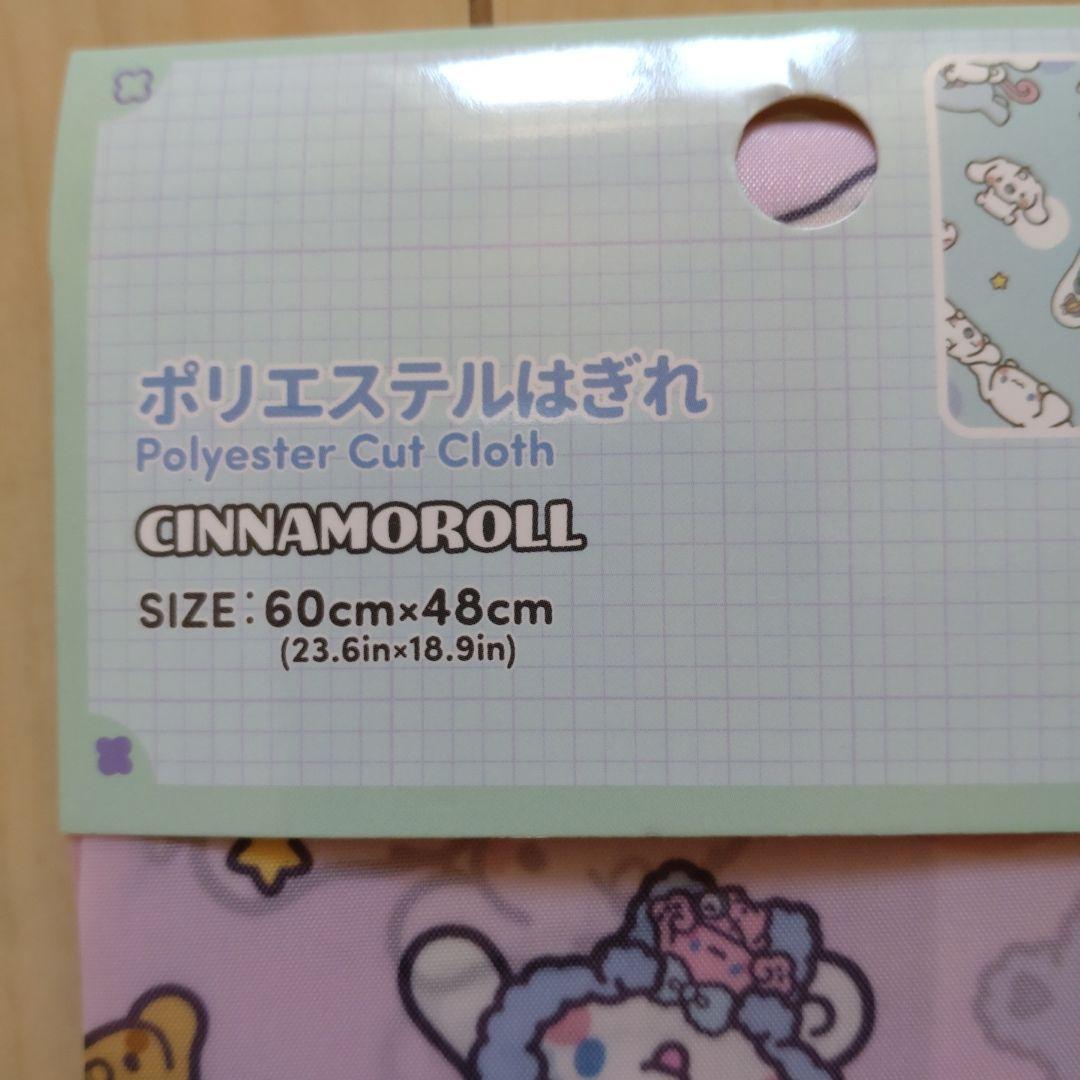 ポリエステルはぎれ
Polyester Cut Cloth
CINNAMOROLL
SIZE:60cm×48cm
(23.6in×18.9in)